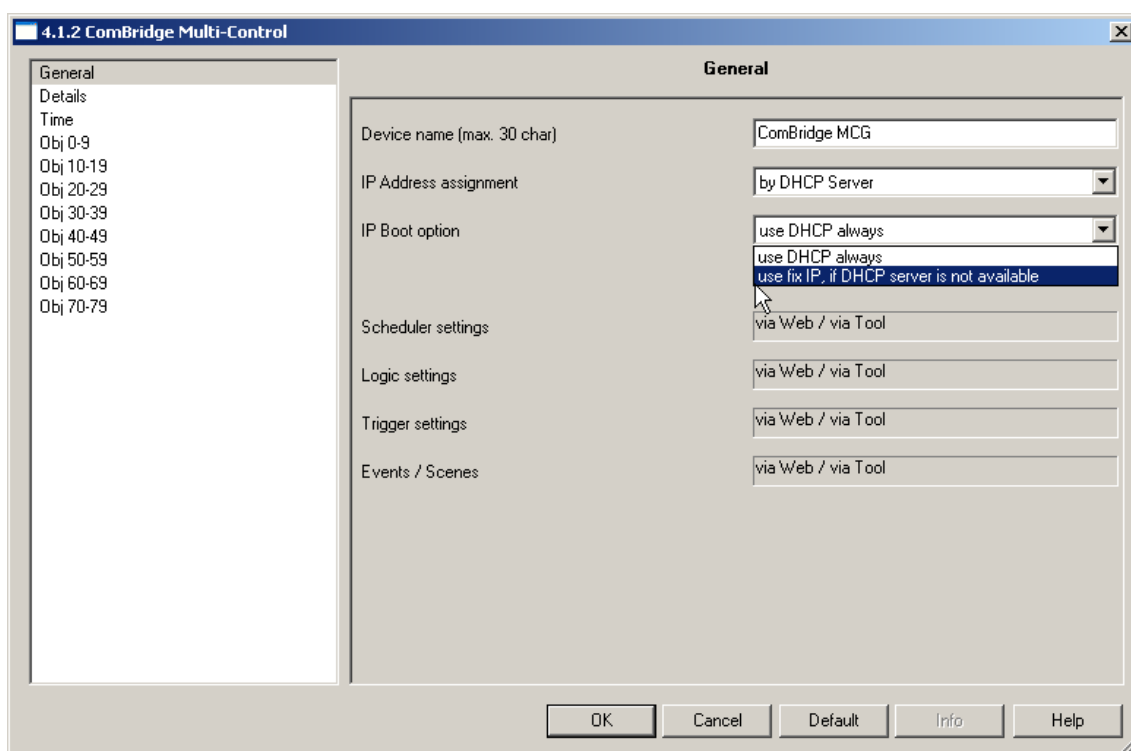 4.1.2 ComBridge Multi-Control
General
Details
Time
Obj 0-9
Obj 10-19
Obj 20-29
Obj 30-39
Obj 40-49
Obj 50-59
Obj 60-69
Obj 70-79
General
Device name (max. 30 char)
ComBridge MCG
IP Address assignment
by DHCP Server
IP Boot option
use DHCP always
use DHCP always
use fix IP, if DHCP server is not available
Scheduler settings
via Web / via Tool
Logic settings
via Web / via Tool
Trigger settings
via Web / via Tool
Events / Scenes
via Web / via Tool
OK
Cancel
Default
Info
Help